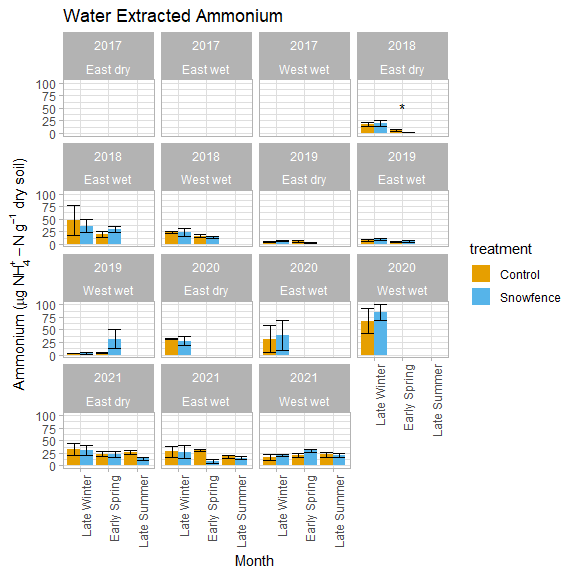 Water Extracted Ammonium
2017 2017 2017 2018
East dry East wet West wet East dry
100
75
50
25
0
*
2018 2018 2019 2019
East wet West wet East dry East wet
100
75
50
25
0
2019 2020 2020 2020
West wet East dry East wet West wet
100
75
50
25
0
2021 2021 2021
East dry East wet West wet
100
75
50
25
0
Late Winter Early Spring Late Summer
Late Winter Early Spring Late Summer
Late Winter Early Spring Late Summer
Late Winter Early Spring Late Summer
Month
Ammonium (μg NH₄⁺ − N g⁻¹ dry soil)
treatment
Control
Snowfence